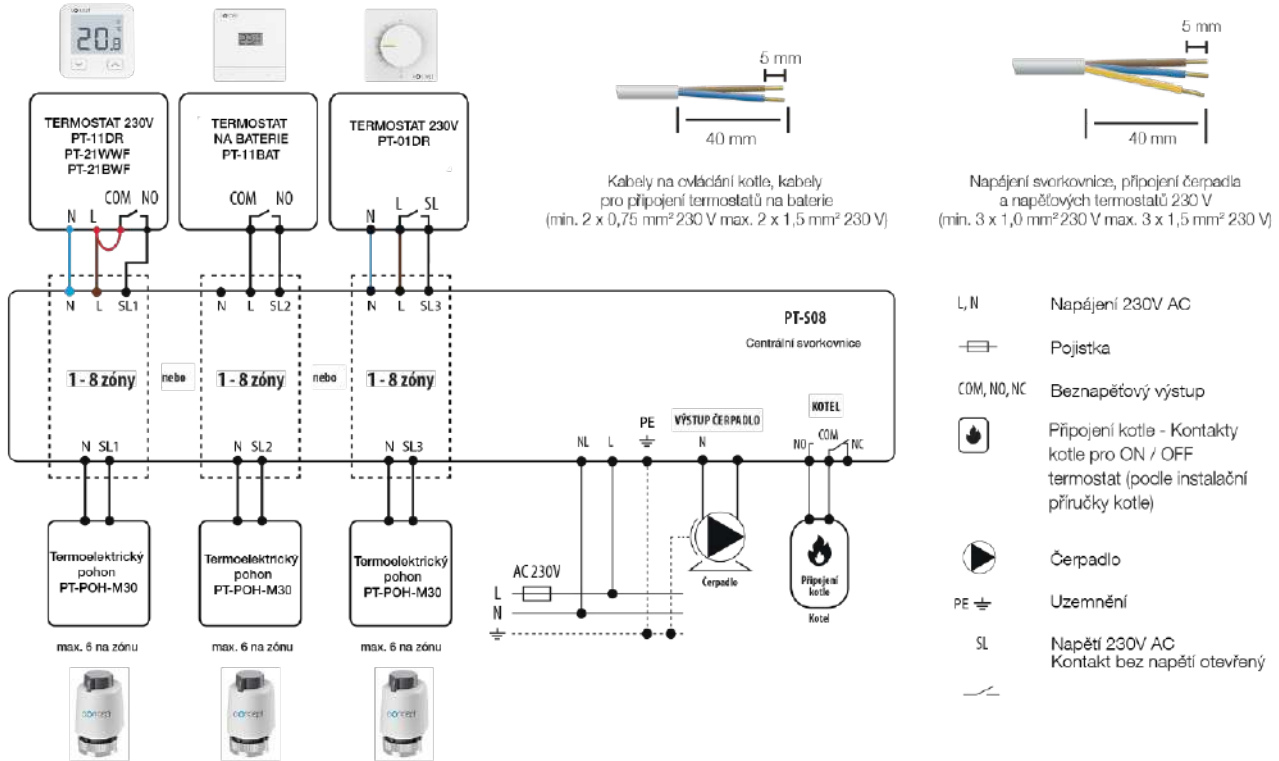 20.8
TERMOSTAT 230V
PT-11DR
PT-21WWF
PT-21BWF
COM NO
N L
TERMOSTAT
NA BATERIE
PT-11BAT
COM NO
TERMOSTAT 230V
PT-01DR
L SL
N
5 mm
40 mm
Kabely na ovládání kotle, kabely
pro připojení termostatů na baterie
(min. 2 x 0,75 mm² 230 V max. 2 x 1,5 mm² 230 V)
5 mm
40 mm
Napájení svorkovnice, připojení čerpadla
a napěťových termostatů 230 V
(min. 3 x 1,0 mm² 230 V max. 3 x 1,5 mm² 230 V)
N L SL1
N L SL2
N L SL3
PT-S08
Centrální svorkovnice
1 - 8 zóny
nebo
1 - 8 zóny
nebo
1 - 8 zóny
N SL1
N SL2
N SL3
NL L PE
VÝSTUP ČERPADLO
N
KOTEL
NO COM NC
Termoelektrický
pohon
PT-POH-M30
max. 6 na zónu
Termoelektrický
pohon
PT-POH-M30
max. 6 na zónu
Termoelektrický
pohon
PT-POH-M30
max. 6 na zónu
AC 230V
L
N
Čerpadlo
Připojení
kotle
Kotel
L, N Napájení 230V AC
Pojistka
COM, NO, NC Beznapěťový výstup
Připojení kotle - Kontakty
kotle pro ON / OFF
termostat (podle instalační
příručky kotle)
Čerpadlo
PE Uzemnění
SL Napětí 230V AC
Kontakt bez napětí otevřený